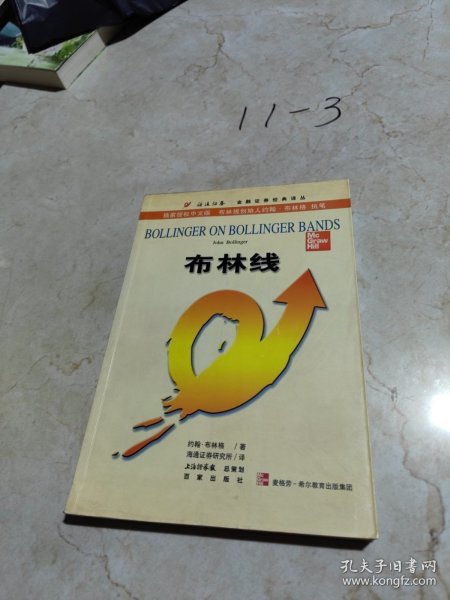 11-3
海通证券 金融证券经典译丛
独家授权中文版 布林线创始人约翰·布林格 执笔
BOLLINGER ON BOLLINGER BANDS
John Bollinger
Mc
Graw
Hill
布林线
约翰·布林格 / 著
海通证券研究所 / 译
上海证券报 总策划
百家出版社
麦格劳·希尔教育出版集团
孔夫子旧书网
www.kongfz.com